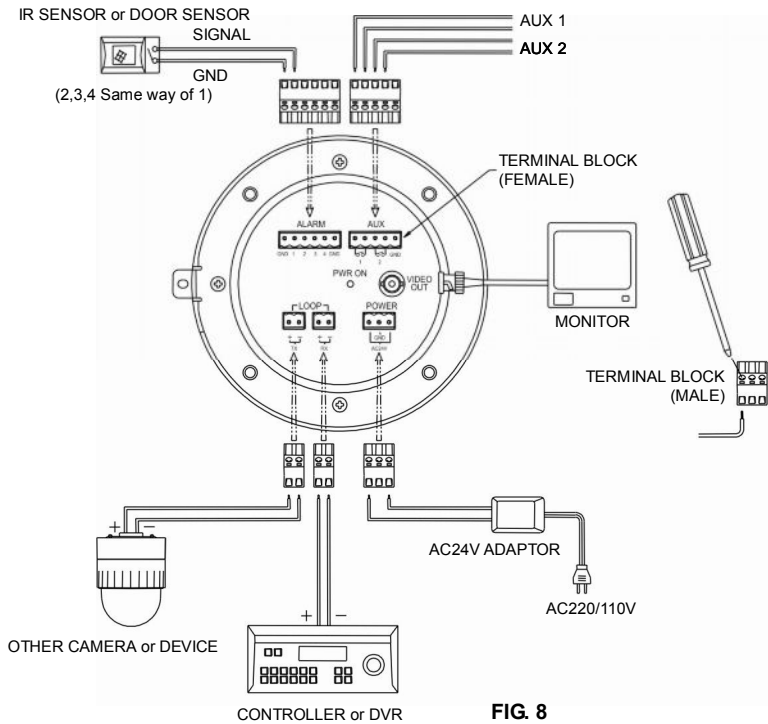 IR SENSOR or DOOR SENSOR
SIGNAL
GND
(2,3,4 Same way of 1)
AUX 1
AUX 2
TERMINAL BLOCK
(FEMALE)
ALARM
AUX
GND 1 2 3 4 GND
1 2 GND
PWR ON
VIDEO
OUT
LOOP
POWER
+ - + -
GND
TX RX AC24V
MONITOR
TERMINAL BLOCK
(MALE)
+ -
AC24V ADAPTOR
AC220/110V
OTHER CAMERA or DEVICE
+ -
CONTROLLER or DVR
FIG. 8